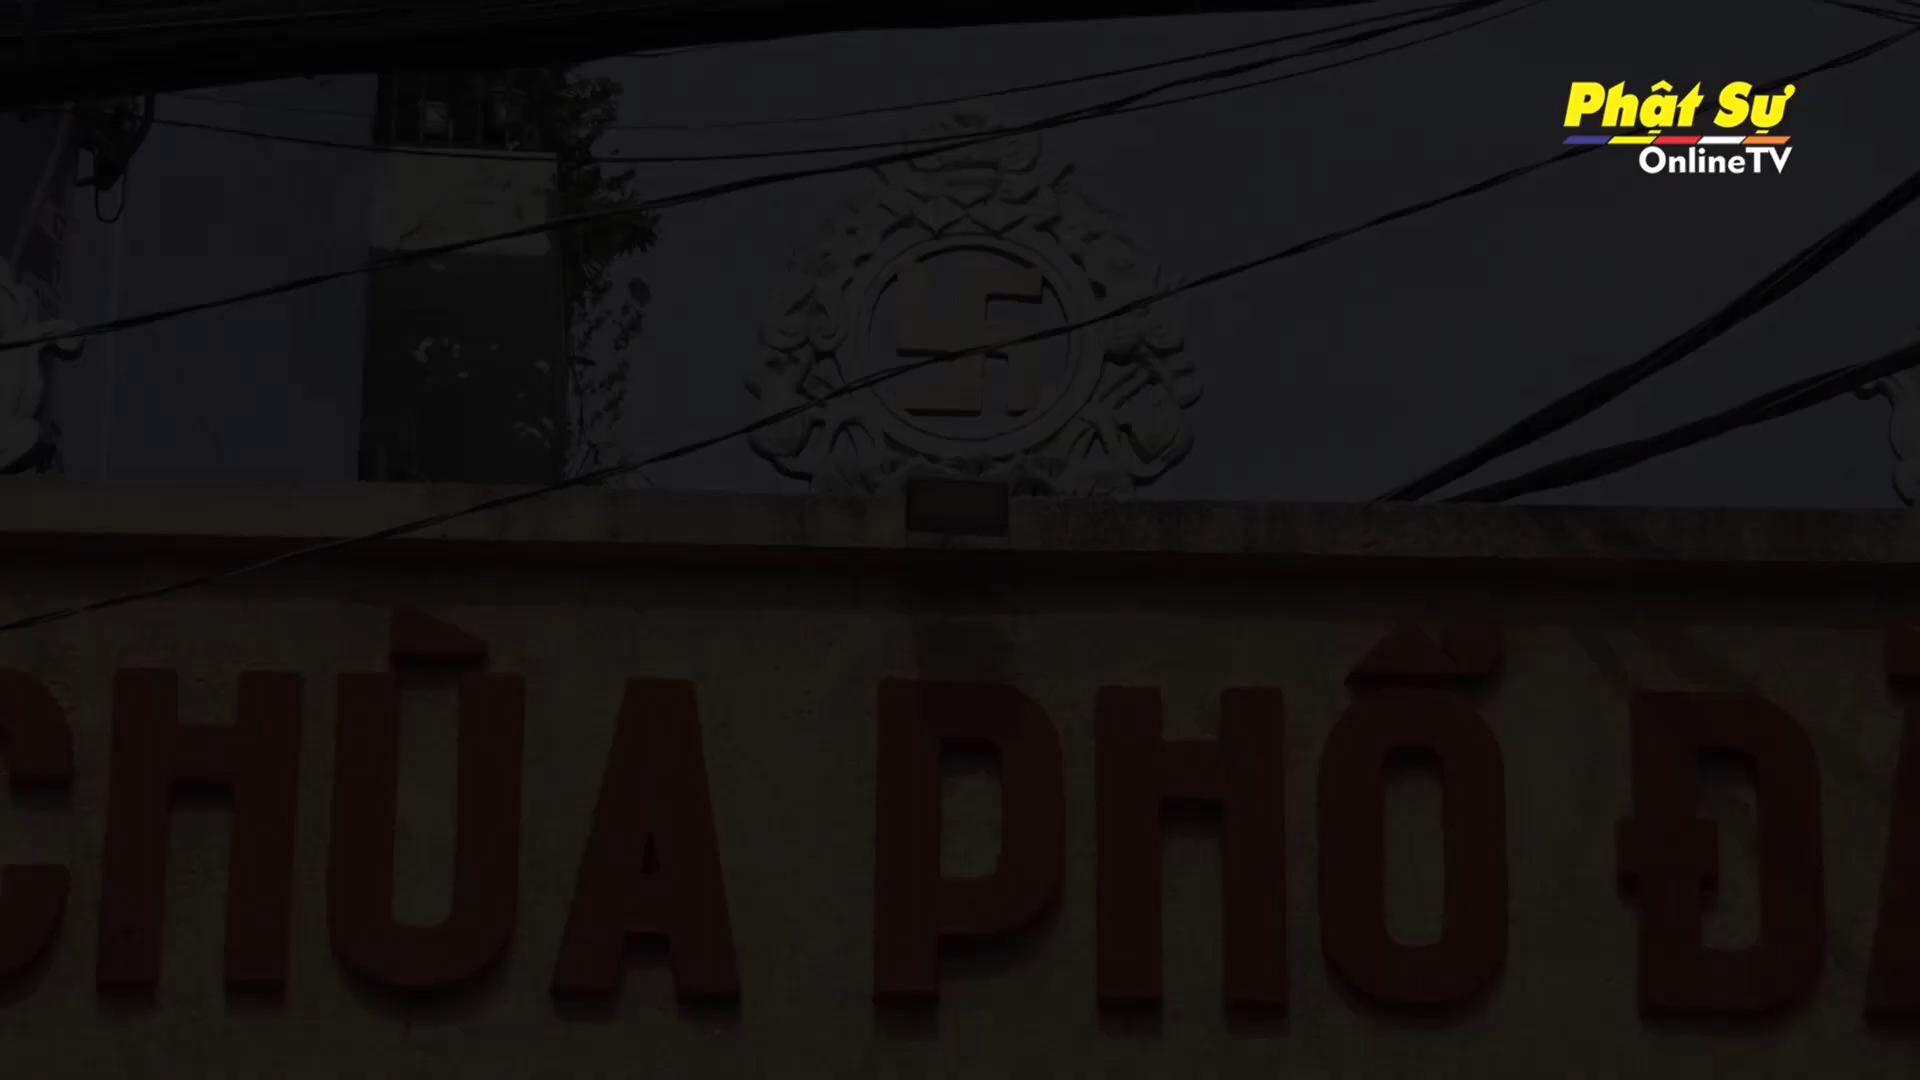 Phật Sự
OnlineTV
CHÙA PHỔ